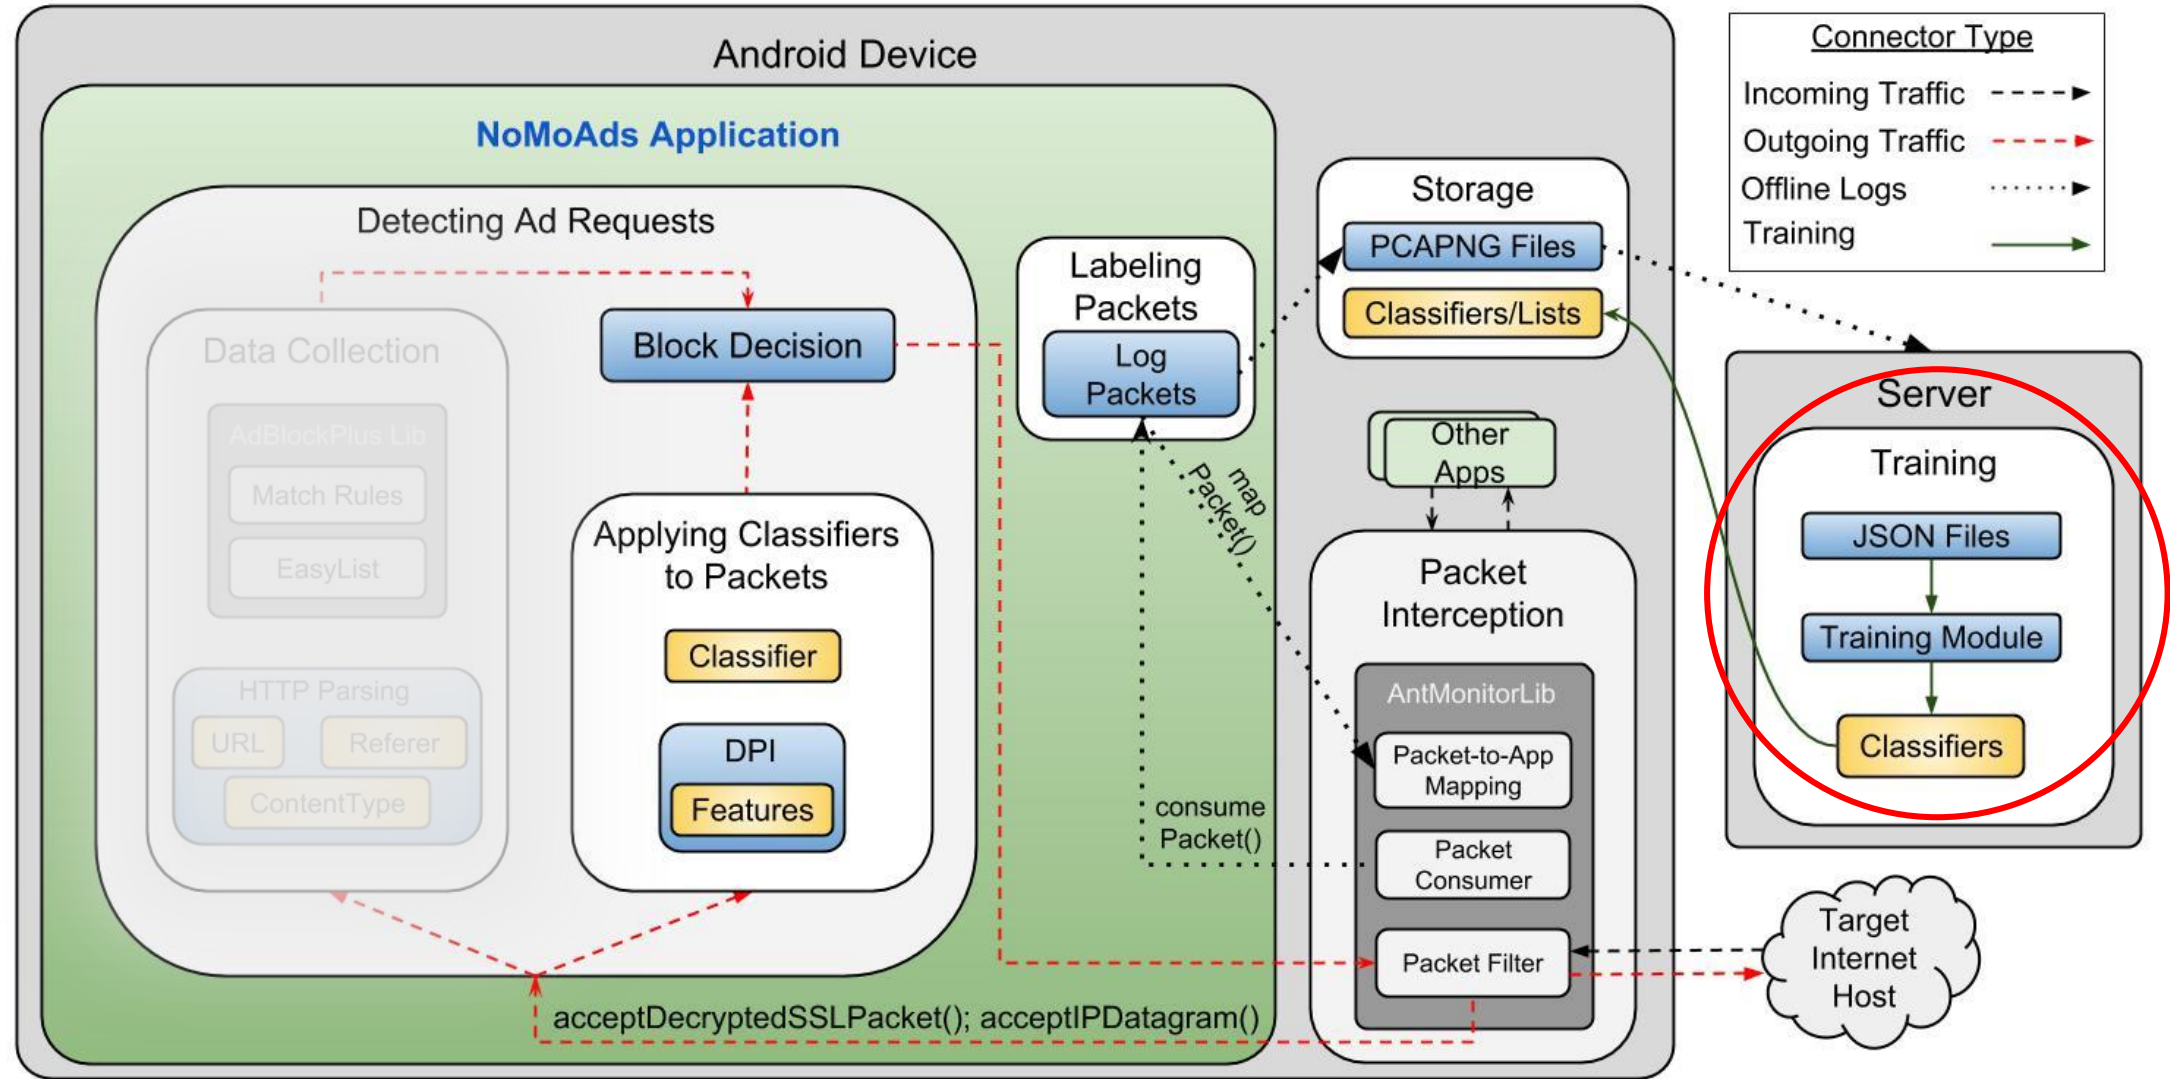 Android Device
NoMoAds Application
Detecting Ad Requests
Data Collection
AdBlockPlus Lib
Match Rules
EasyList
HTTP Parsing
URL
Referer
ContentType
Block Decision
Applying Classifiers
to Packets
Classifier
DPI
Features
acceptDecryptedSSLPacket(); acceptIPDatagram()
Labeling
Packets
Log
Packets
map
Packet()
consume
Packet()
Storage
PCAPNG Files
Classifiers/Lists
Other
Apps
Packet
Interception
AntMonitorLib
Packet-to-App
Mapping
Packet
Consumer
Packet Filter
Connector Type
Incoming Traffic
Outgoing Traffic
Offline Logs
Training
Server
Training
JSON Files
Training Module
Classifiers
Target
Internet
Host